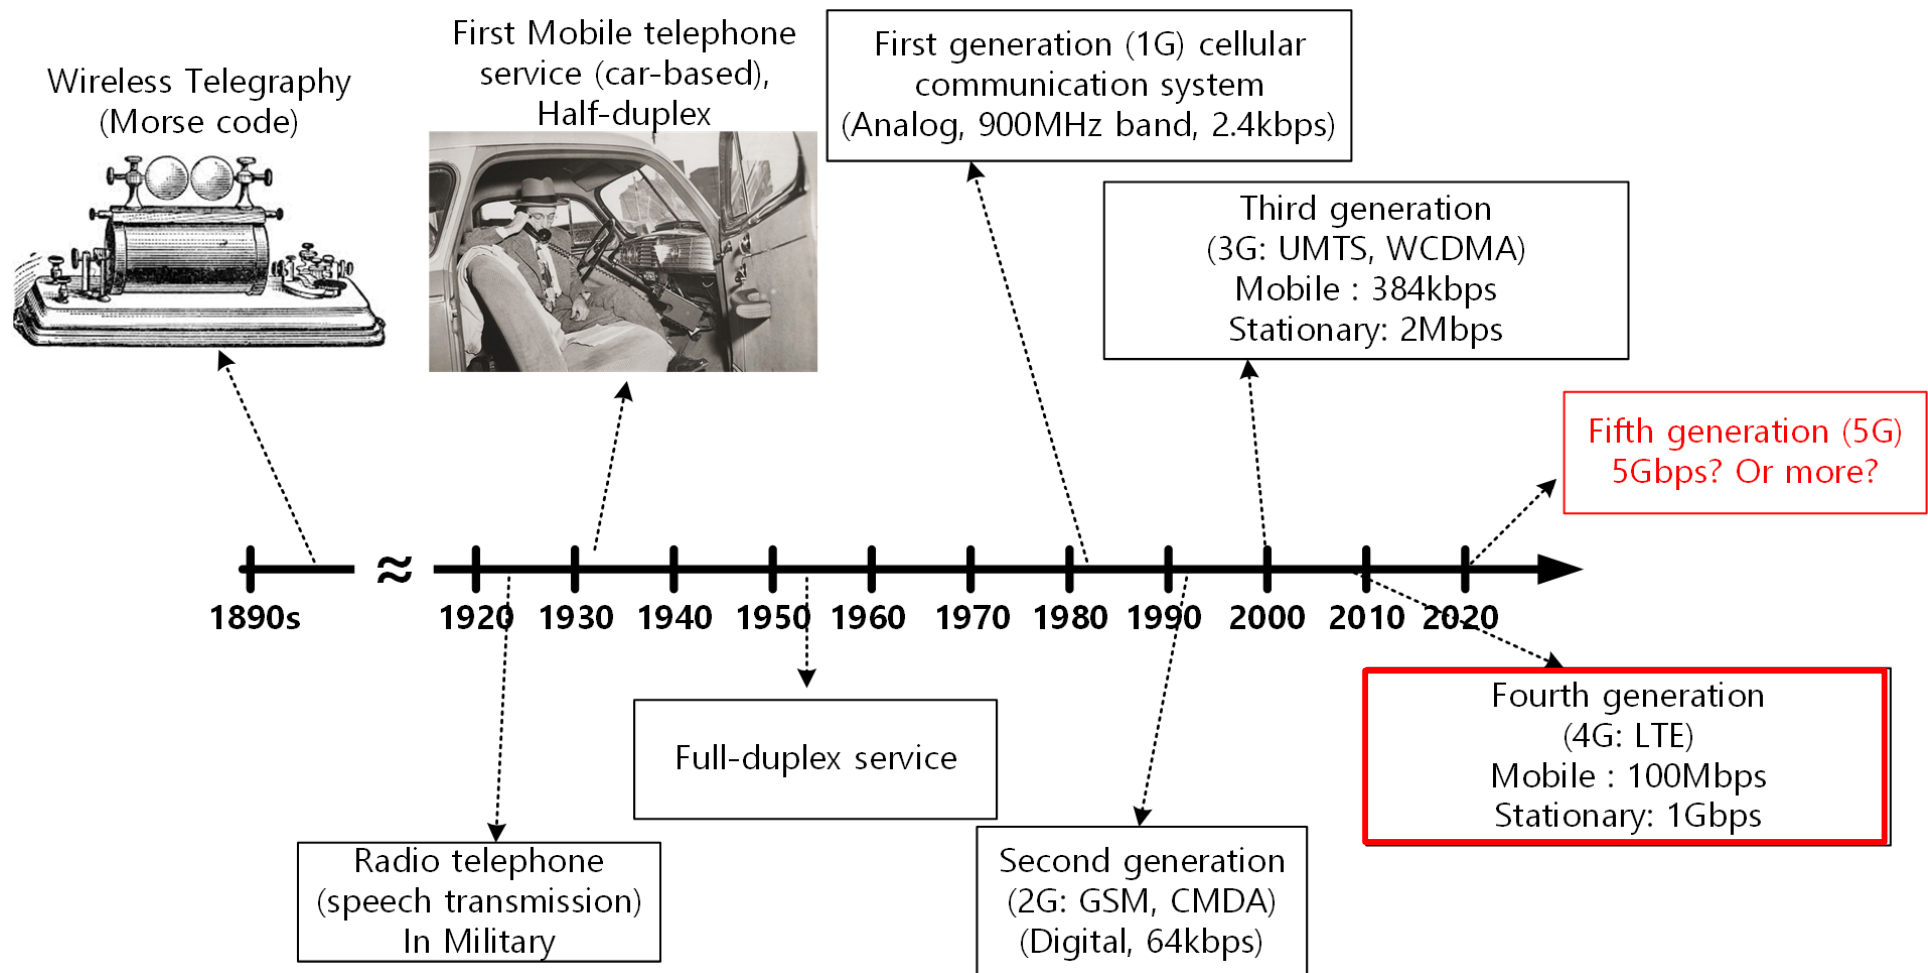 Wireless Telegraphy
(Morse code)
First Mobile telephone
service (car-based),
Half-duplex
First generation (1G) cellular
communication system
(Analog, 900MHz band, 2.4kbps)
Third generation
(3G: UMTS, WCDMA)
Mobile : 384kbps
Stationary: 2Mbps
Fifth generation (5G)
5Gbps? Or more?
≈
1890s 1920 1930 1940 1950 1960 1970 1980 1990 2000 2010 2020
Full-duplex service
Fourth generation
(4G: LTE)
Mobile : 100Mbps
Stationary: 1Gbps
Radio telephone
(speech transmission)
In Military
Second generation
(2G: GSM, CMDA)
(Digital, 64kbps)